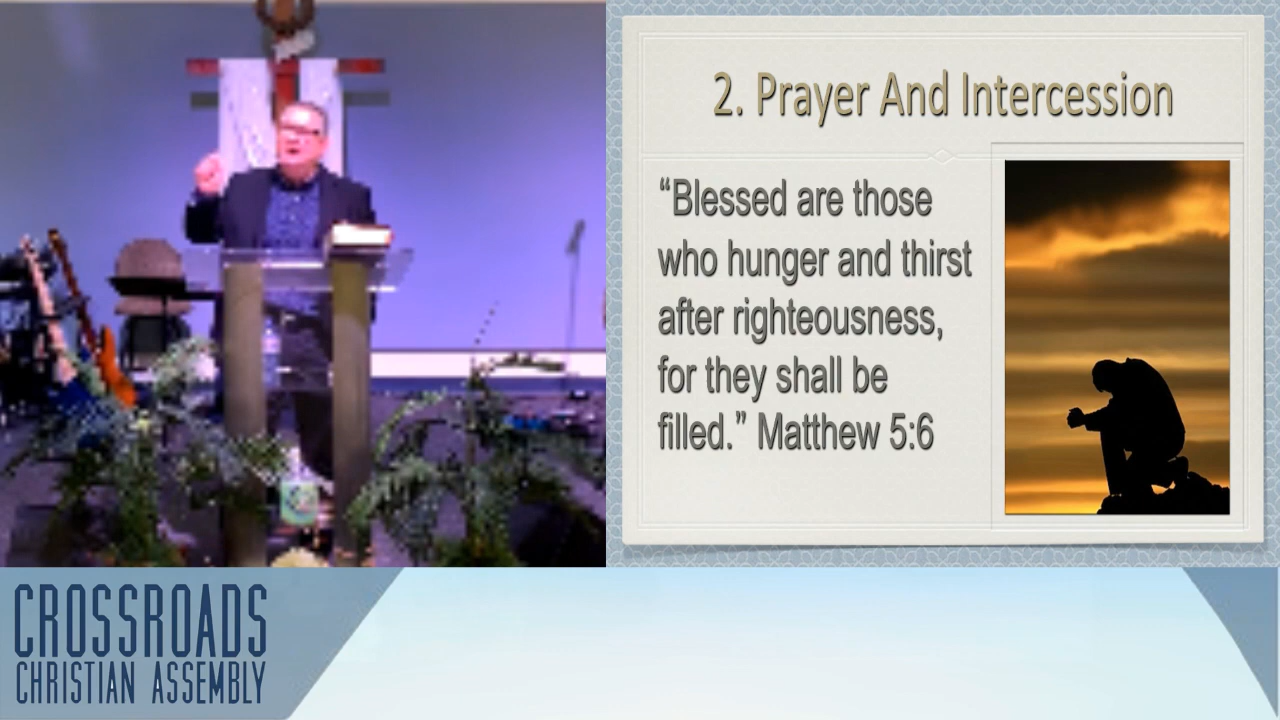 2. Prayer And Intercession
“Blessed are those
who hunger and thirst
after righteousness,
for they shall be
filled.” Matthew 5:6
CROSSROADS
CHRISTIAN ASSEMBLY